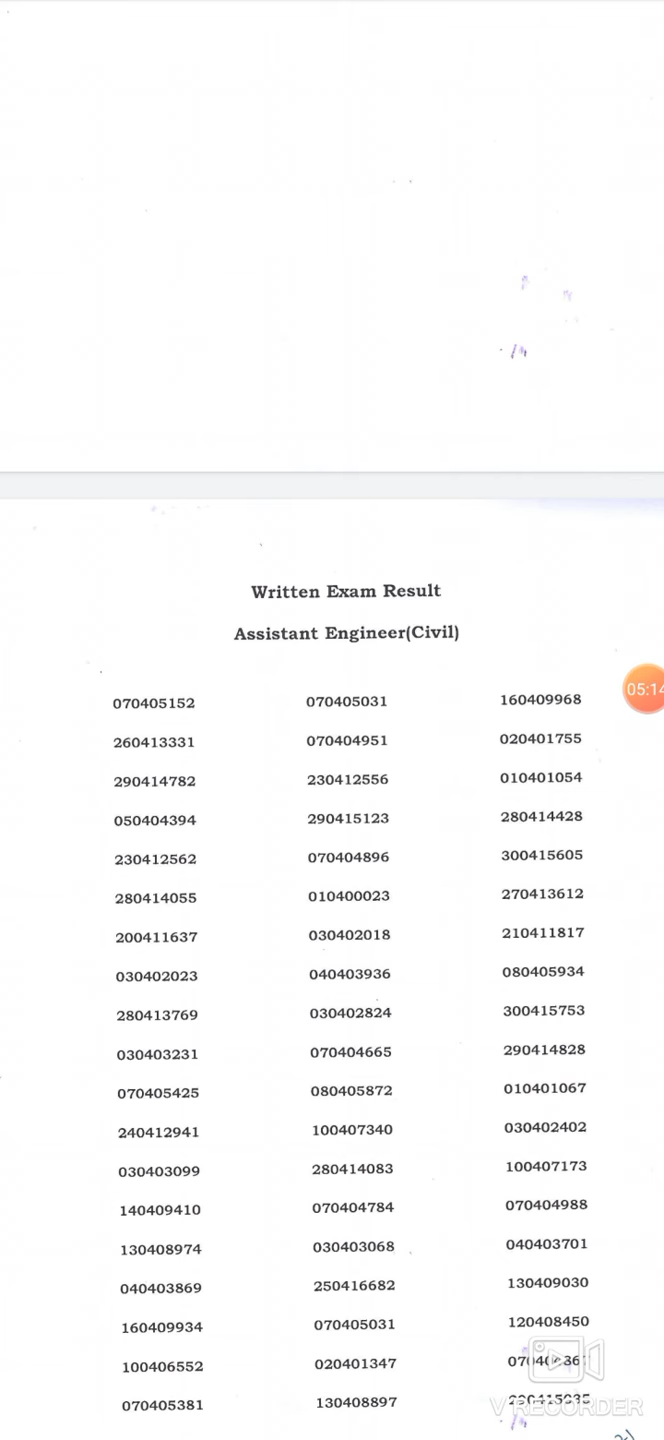 Written Exam Result
Assistant Engineer(Civil)
05:14
070405152 070405031 160409968
260413331 070404951 020401755
290414782 230412556 010401054
050404394 290415123 280414428
230412562 070404896 300415605
280414055 010400023 270413612
200411637 030402018 210411817
030402023 040403936 080405934
280413769 030402824 300415753
030403231 070404665 290414828
070405425 080405872 010401067
240412941 100407340 030402402
030403099 280414083 100407173
140409410 070404784 070404988
130408974 030403068 040403701
040403869 250416682 130409030
160409934 070405031 120408450
100406552 020401347
070405381 130408897
V RECORDER